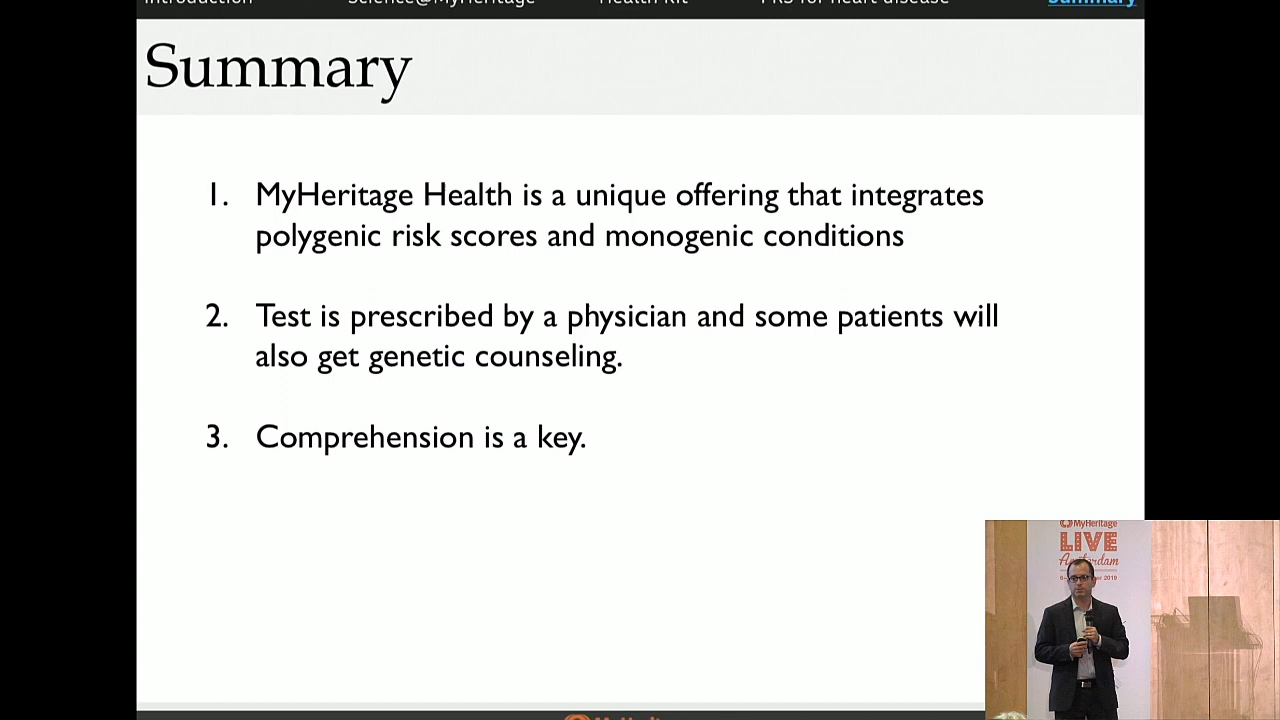 Introduction Science@MyHeritage Health Kit PRS for heart disease Summary
Summary
1. MyHeritage Health is a unique offering that integrates
polygenic risk scores and monogenic conditions
2. Test is prescribed by a physician and some patients will
also get genetic counseling.
3. Comprehension is a key.
MyHeritage
LIVE
Amsterdam
2019